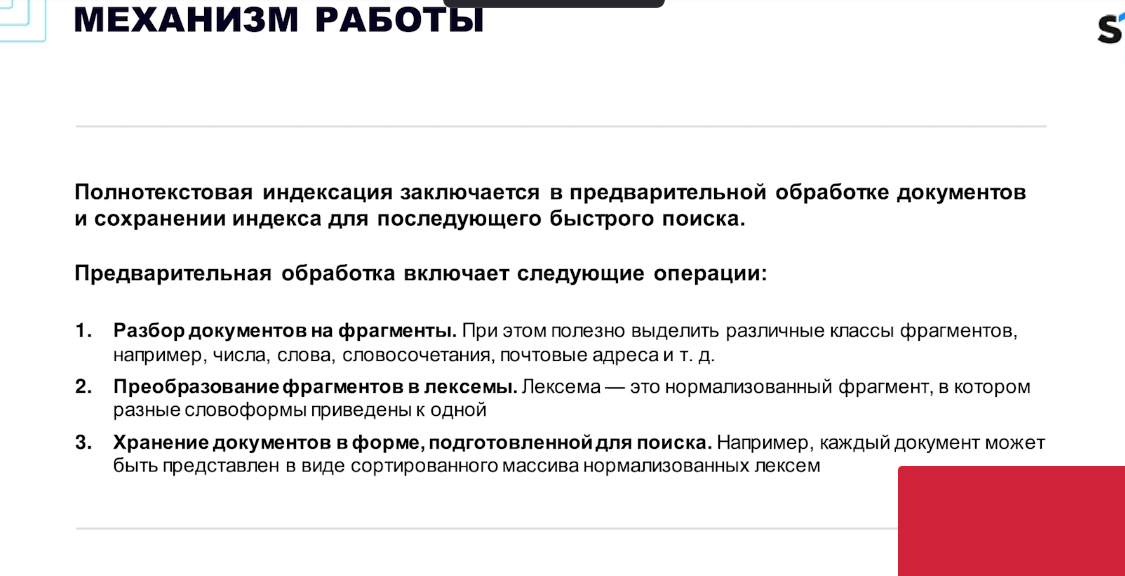 МЕХАНИЗМ РАБОТЫ
Полнотекстовая индексация заключается в предварительной обработке документов
и сохранении индекса для последующего быстрого поиска.
Предварительная обработка включает следующие операции:
1. Разбор документов на фрагменты. При этом полезно выделить различные классы фрагментов,
например, числа, слова, словосочетания, почтовые адреса и т. д.
2. Преобразование фрагментов в лексемы. Лексема — это нормализованный фрагмент, в котором
разные словоформы приведены к одной
3. Хранение документов в форме, подготовленной для поиска. Например, каждый документ может
быть представлен в виде сортированного массива нормализованных лексем